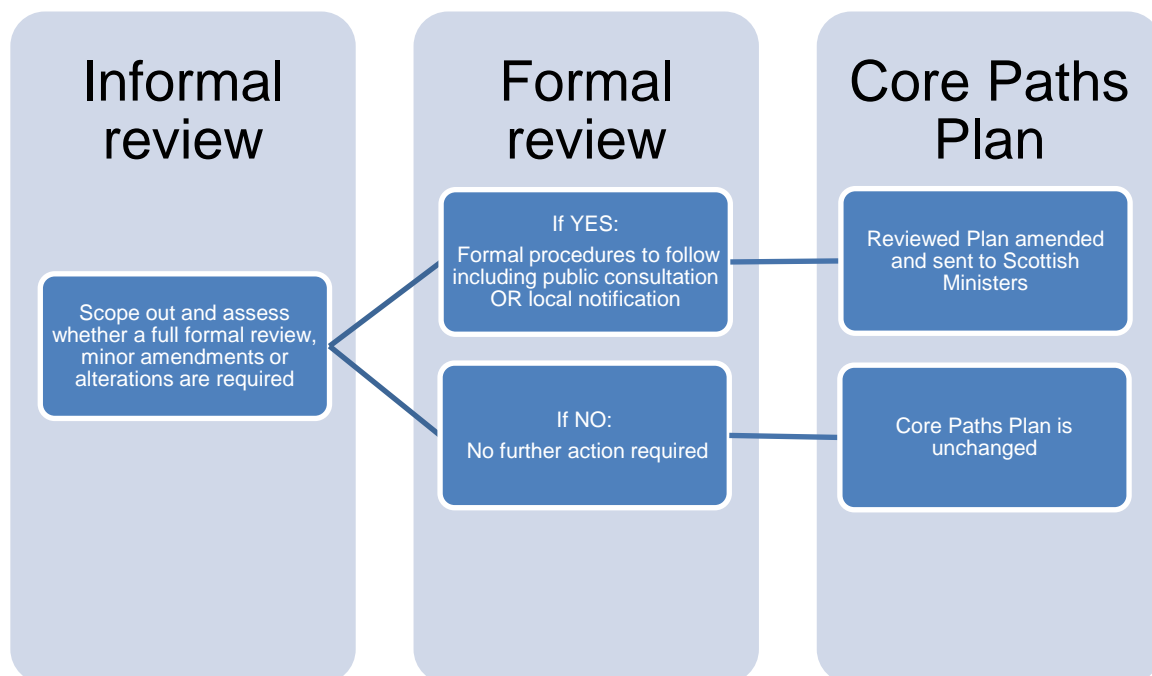 Informal
review
Scope out and assess
whether a full formal review,
minor amendments or
alterations are required
Formal
review
If YES:
Formal procedures to follow
including public consultation
OR local notification
If NO:
No further action required
Core Paths
Plan
Reviewed Plan amended
and sent to Scottish
Ministers
Core Paths Plan is
unchanged